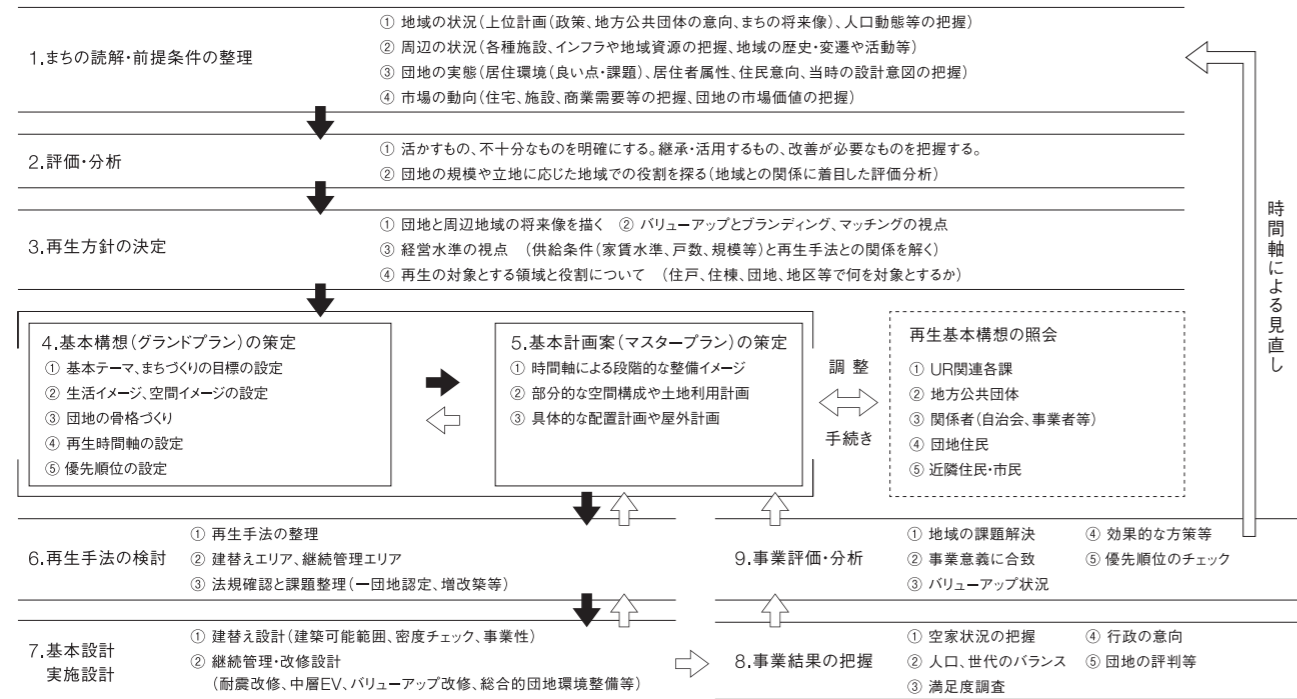 1.まちの読解・前提条件の整理
① 地域の状況（上位計画（政策、地方公共団体の意向、まちの将来像）、人口動態等の把握）
② 周辺の状況（各種施設、インフラや地域資源の把握、地域の歴史・変遷や活動等）
③ 団地の実態（居住環境（良い点・課題）、居住者属性、住民意向、当時の設計意図の把握）
④ 市場の動向（住宅、施設、商業需要等の把握、団地の市場価値の把握）
2.評価・分析
① 活かすもの、不十分なものを明確にする。継承・活用するもの、改善が必要なものを把握する。
② 団地の規模や立地に応じた地域での役割を探る（地域との関係に着目した評価分析）
3.再生方針の決定
① 団地と周辺地域の将来像を描く ② バリューアップとブランディング、マッチングの視点
③ 経営水準の視点 （供給条件（家賃水準、戸数、規模等）と再生手法との関係を解く）
④ 再生の対象とする領域と役割について （住戸、住棟、団地、地区等で何を対象とするか）
時間軸による見直し
4.基本構想（グランドプラン）の策定
① 基本テーマ、まちづくりの目標の設定
② 生活イメージ、空間イメージの設定
③ 団地の骨格づくり
④ 再生時間軸の設定
⑤ 優先順位の設定
5.基本計画案（マスタープラン）の策定
① 時間軸による段階的な整備イメージ
② 部分的な空間構成や土地利用計画
③ 具体的な配置計画や屋外計画
調 整
手続き
再生基本構想の照会
① UR関連各課
② 地方公共団体
③ 関係者（自治会、事業者等）
④ 団地住民
⑤ 近隣住民・市民
6.再生手法の検討
① 再生手法の整理
② 建替えエリア、継続管理エリア
③ 法規確認と課題整理（一団地認定、増改築等）
9.事業評価・分析
① 地域の課題解決
② 事業意義に合致
③ バリューアップ状況
④ 効果的な方策等
⑤ 優先順位のチェック
7.基本設計
実施設計
① 建替え設計（建築可能範囲、密度チェック、事業性）
② 継続管理・改修設計
（耐震改修、中層EV、バリューアップ改修、総合的団地環境整備等）
8.事業結果の把握
① 空家状況の把握
② 人口、世代のバランス
③ 満足度調査
④ 行政の意向
⑤ 団地の評判等